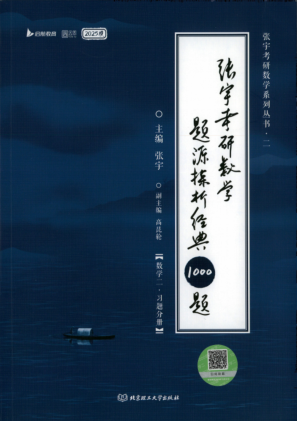 启航教育
2025版
张宇考研数学系列丛书·二
张宇考研数学
题源探析经典
1000
题
主编 张宇
副主编 高昆轮
【数学二·习题分册】
北京理工大学出版社